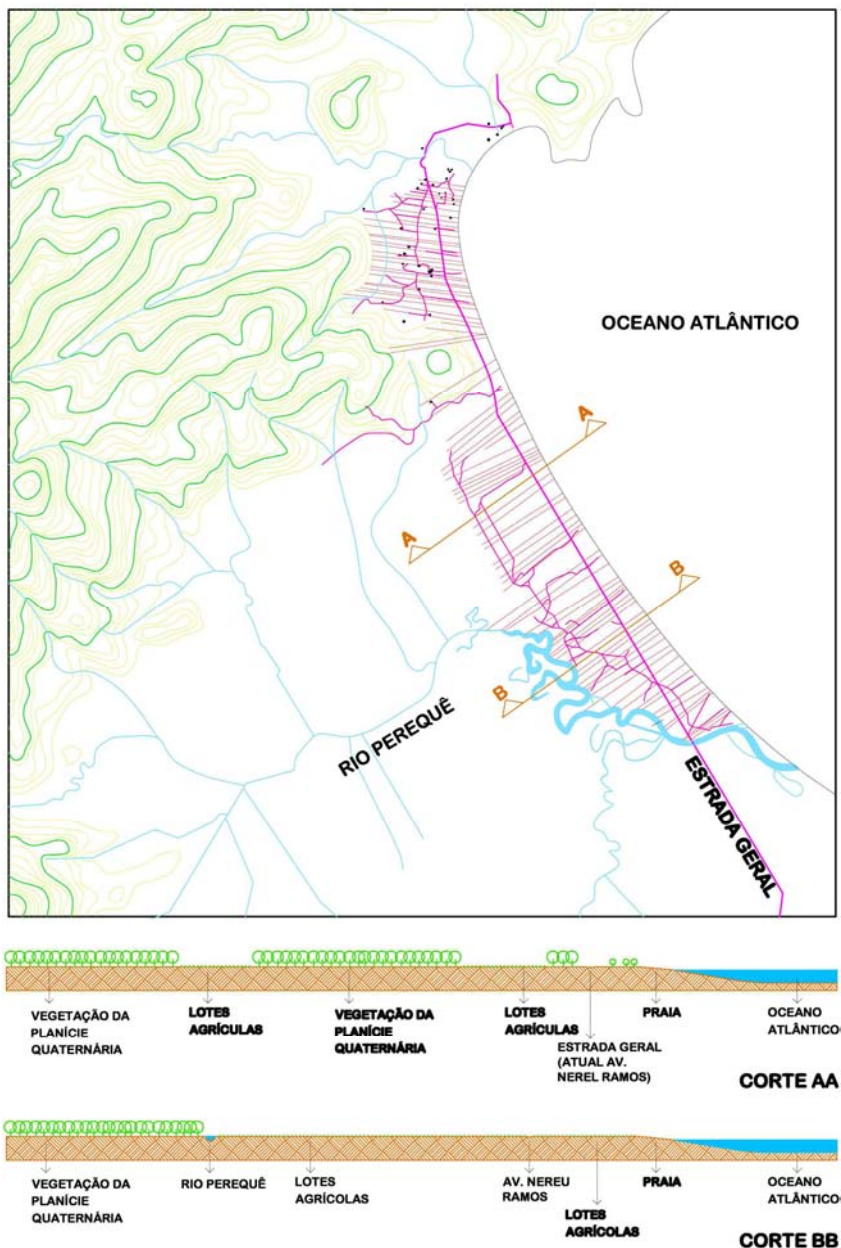 OCEANO ATLÂNTICO
A
A
B
B
RIO PEREQUÊ
ESTRADA GERAL
VEGETAÇÃO DA
PLANÍCIE
QUATERNÁRIA
LOTES
AGRÍCULAS
VEGETAÇÃO DA
PLANÍCIE
QUATERNÁRIA
LOTES
AGRÍCULAS
ESTRADA GERAL
(ATUAL AV.
NEREL RAMOS)
PRAIA
OCEANO
ATLÂNTICO
CORTE AA
VEGETAÇÃO DA
PLANÍCIE
QUATERNÁRIA
RIO PEREQUÊ
LOTES
AGRÍCOLAS
AV. NEREU
RAMOS
LOTES
AGRÍCOLAS
PRAIA
OCEANO
ATLÂNTICO
CORTE BB